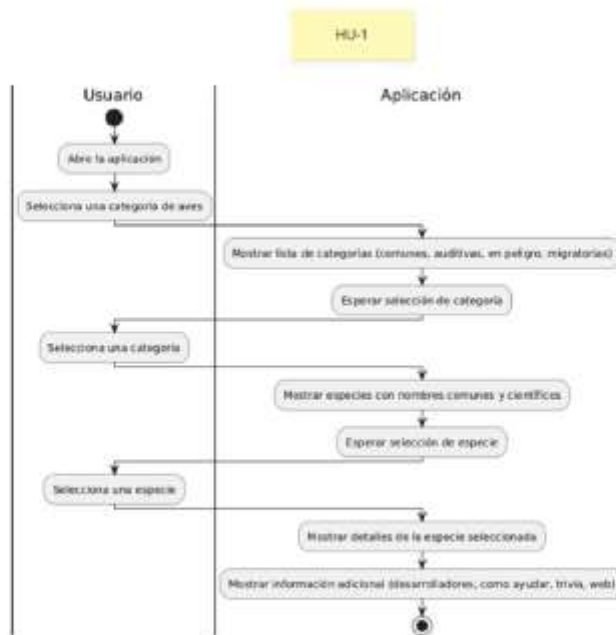 HU-1
Usuario
Aplicación
Abre la aplicación
Selecciona una categoría de aves
Mostrar lista de categorías (comunes, auditivas, en peligro, migratorias)
Esperar selección de categoría
Selecciona una categoría
Mostrar especies con nombres comunes y científicos
Esperar selección de especie
Selecciona una especie
Mostrar detalles de la especie seleccionada
Mostrar información adicional (desarrolladores, como ayudar, trivia, web)